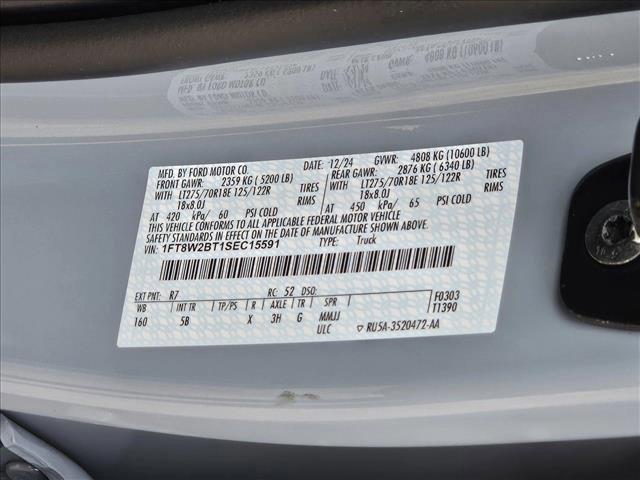 MFD. BY FORD MOTOR CO.
DATE: 12/24 GVWR: 4808 KG (10600 LB)
FRONT GAWR: 2359 KG (5200 LB) REAR GAWR: 2876 KG (6340 LB)
WITH LT275/70R18E 125/122R TIRES WITH LT275/70R18E 125/122R TIRES
18x8.0J RIMS 18x8.0J RIMS
AT 420 kPa/ 60 PSI COLD AT 450 kPa/ 65 PSI COLD
THIS VEHICLE CONFORMS TO ALL APPLICABLE FEDERAL MOTOR VEHICLE
SAFETY STANDARDS IN EFFECT ON THE DATE OF MANUFACTURE SHOWN ABOVE.
VIN: 1FT8W2BT1SEC15591 TYPE: Truck
EXT PNT: R7 RC: 52 DSO:
WB INT TR TP/PS R AXLE TR SPR F0303
160 5B X 3H G MMJJ T1390
ULC RU5A-3520472-AA